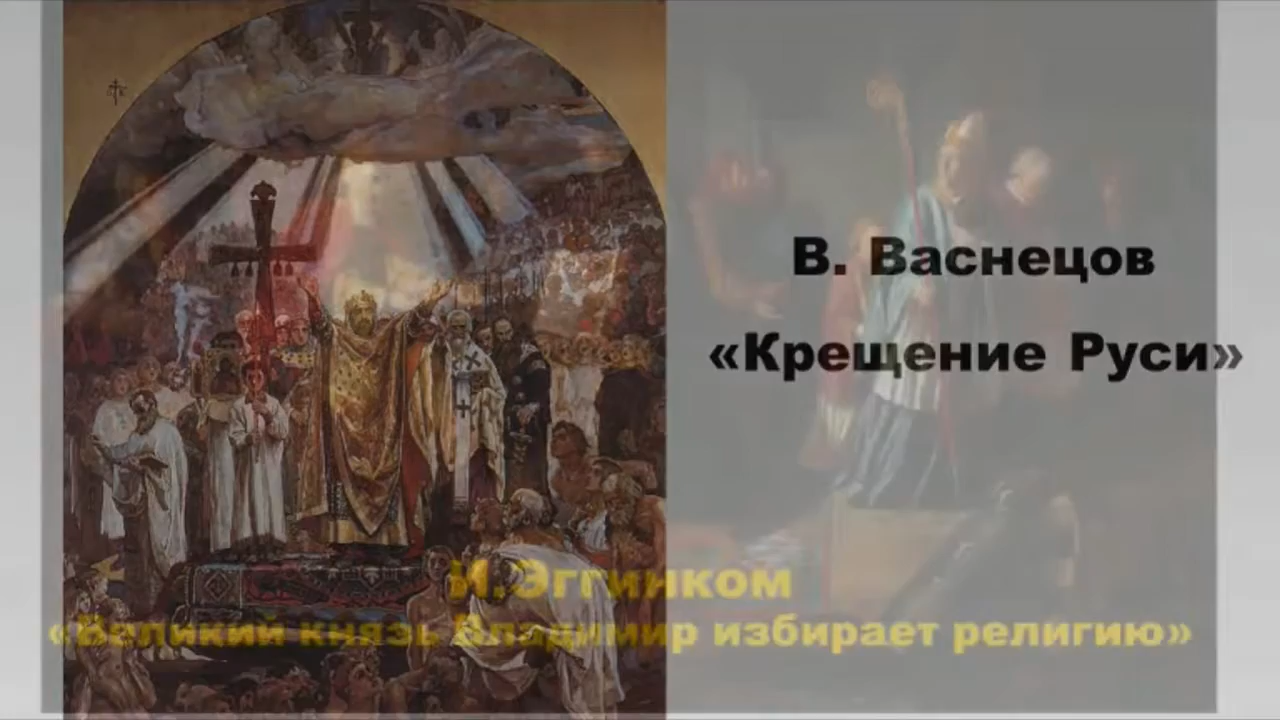 В. Васнецов
«Крещение Руси»
И.Эггинком
«Великий князь Владимир избирает религию»